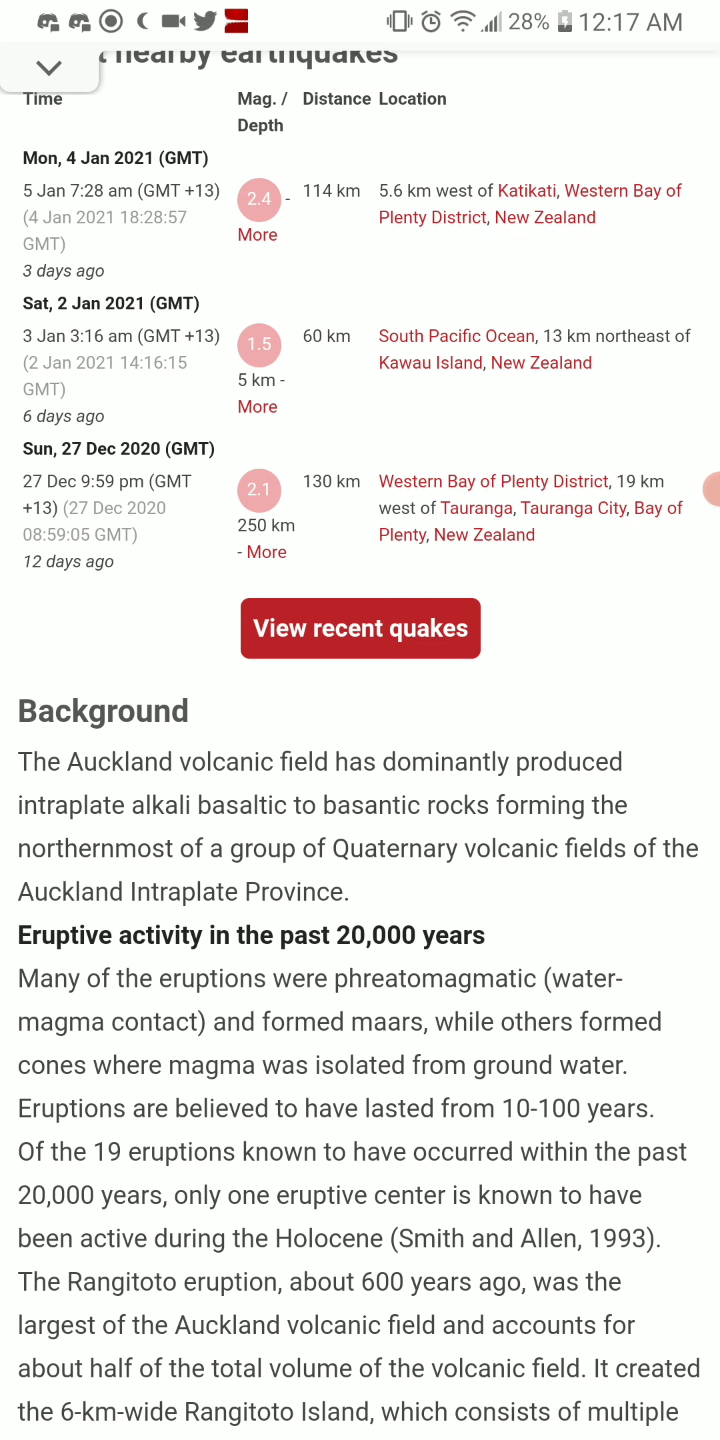 28% 12:17 AM
t nearby earthquakes
Time Mag. / Distance Location
Depth
Mon, 4 Jan 2021 (GMT)
5 Jan 7:28 am (GMT +13) 2.4 - 114 km 5.6 km west of Katikati, Western Bay of
(4 Jan 2021 18:28:57 More Plenty District, New Zealand
GMT)
3 days ago
Sat, 2 Jan 2021 (GMT)
3 Jan 3:16 am (GMT +13) 1.5 60 km South Pacific Ocean, 13 km northeast of
(2 Jan 2021 14:16:15 5 km - Kawau Island, New Zealand
GMT) More
6 days ago
Sun, 27 Dec 2020 (GMT)
27 Dec 9:59 pm (GMT 2.1 130 km Western Bay of Plenty District, 19 km
+13) (27 Dec 2020 250 km west of Tauranga, Tauranga City, Bay of
08:59:05 GMT) - More Plenty, New Zealand
12 days ago
View recent quakes
Background
The Auckland volcanic field has dominantly produced
intraplate alkali basaltic to basantic rocks forming the
northernmost of a group of Quaternary volcanic fields of the
Auckland Intraplate Province.
Eruptive activity in the past 20,000 years
Many of the eruptions were phreatomagmatic (water-
magma contact) and formed maars, while others formed
cones where magma was isolated from ground water.
Eruptions are believed to have lasted from 10-100 years.
Of the 19 eruptions known to have occurred within the past
20,000 years, only one eruptive center is known to have
been active during the Holocene (Smith and Allen, 1993).
The Rangitoto eruption, about 600 years ago, was the
largest of the Auckland volcanic field and accounts for
about half of the total volume of the volcanic field. It created
the 6-km-wide Rangitoto Island, which consists of multiple